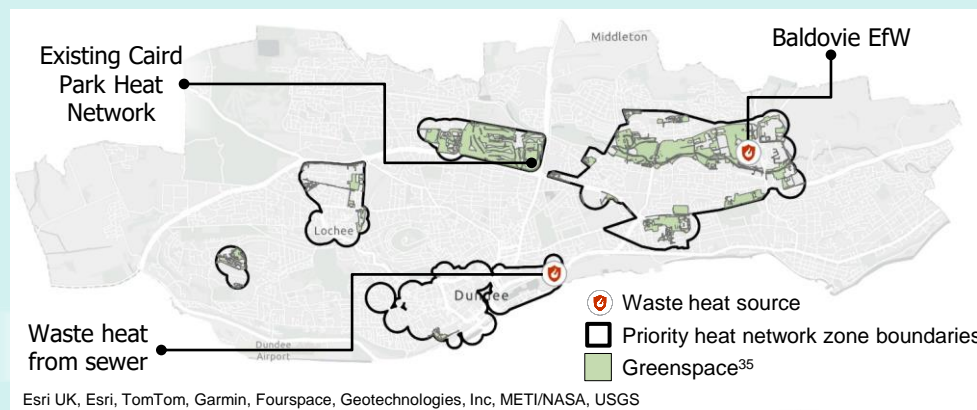 Middleton
Baldovie EfW
Existing Caird
Park Heat
Network
Lochee
Dundee
Waste heat
from sewer
Dundee
Airport
Waste heat source
Priority heat network zone boundaries
Greenspace³⁵
Esri UK, Esri, TomTom, Garmin, Fourspace, Geotechnologies, Inc, METI/NASA, USGS